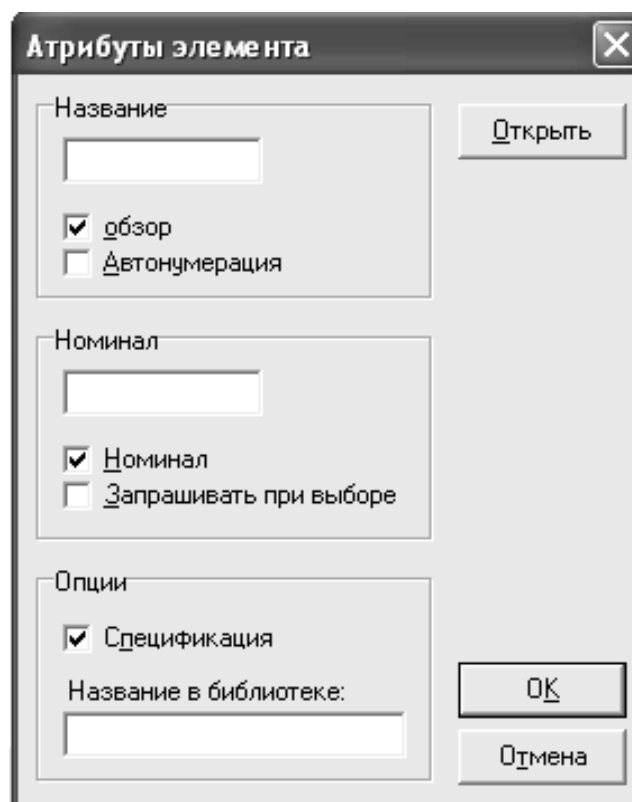 Атрибуты элемента
Название
Открыть
обзор
Автонумерация
Номинал
Номинал
Запрашивать при выборе
Опции
Спецификация
Название в библиотеке:
OK
Отмена